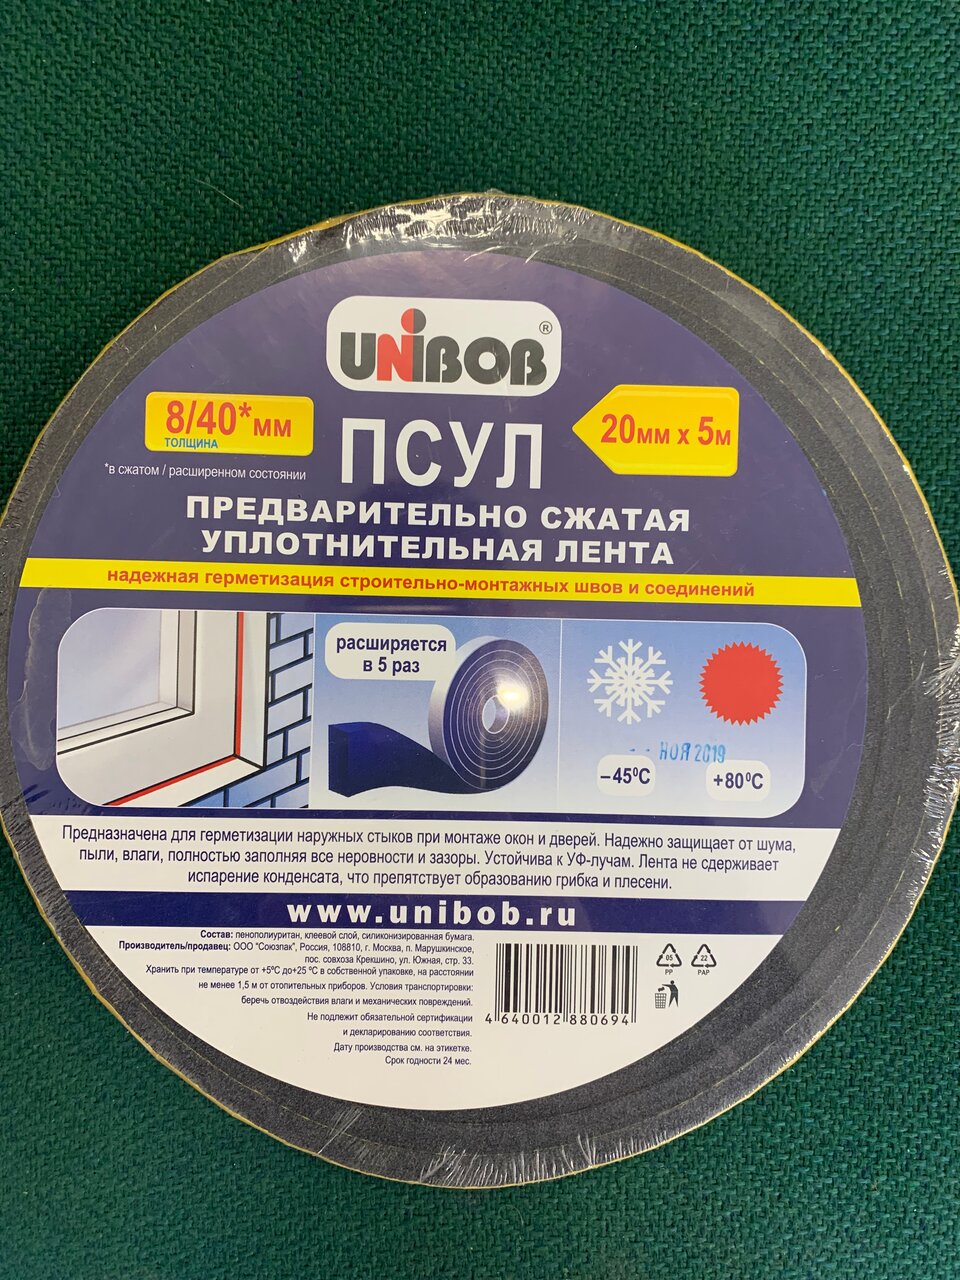 UNIBOB®
8/40* мм
ТОЛЩИНА
*в сжатом / расширенном состоянии
ПСУЛ
20мм х 5м
ПРЕДВАРИТЕЛЬНО СЖАТАЯ
УПЛОТНИТЕЛЬНАЯ ЛЕНТА
надежная герметизация строительно-монтажных швов и соединений
расширяется
в 5 раз
НОЯ 2019
–45⁰С
+80⁰С
Предназначена для герметизации наружных стыков при монтаже окон и дверей. Надежно защищает от шума,
пыли, влаги, полностью заполняя все неровности и зазоры. Устойчива к УФ-лучам. Лента не сдерживает
испарение конденсата, что препятствует образованию грибка и плесени.
www.unibob.ru
Состав: пенополиуритан, клеевой слой, силиконизированная бумага.
Производитель/продавец: ООО "Союзпак", Россия, 108810, г. Москва, п. Марушкинское,
пос. совхоза Крекшино, ул. Южная, стр. 33.
Хранить при температуре от +5⁰С до+25 ⁰С в собственной упаковке, на расстоянии
не менее 1,5 м от отопительных приборов. Условия транспортировки:
беречь отвоздействия влаги и механических повреждений.
Не подлежит обязательной сертификации
и декларированию соответствия.
Дату производства см. на этикетке.
Срок годности 24 мес.
4 640012 880694
05
PP
22
PAP